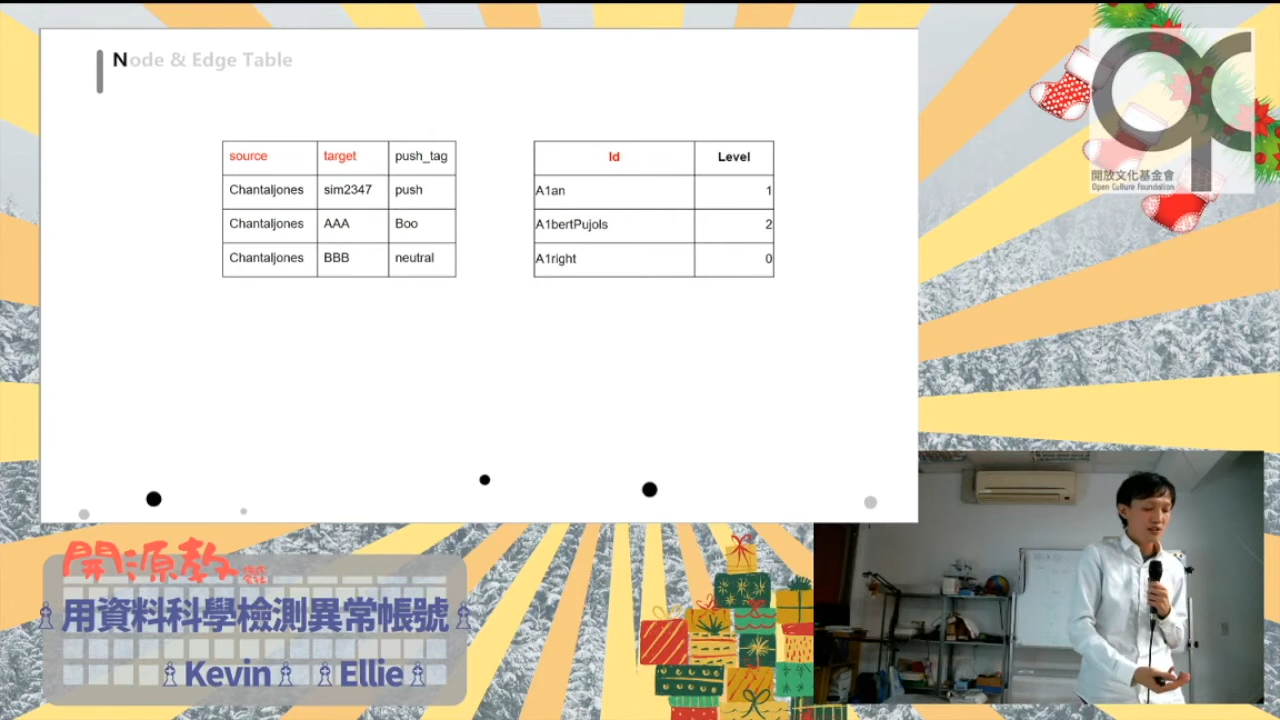 Node & Edge Table
source target push_tag
Chantaljones sim2347 push
Chantaljones AAA Boo
Chantaljones BBB neutral
Id Level
A1an 1
A1bertPujols 2
A1right 0
開放文化基金會
Open Culture Foundation
開源教
用資料科學檢測異常帳號
Kevin Ellie